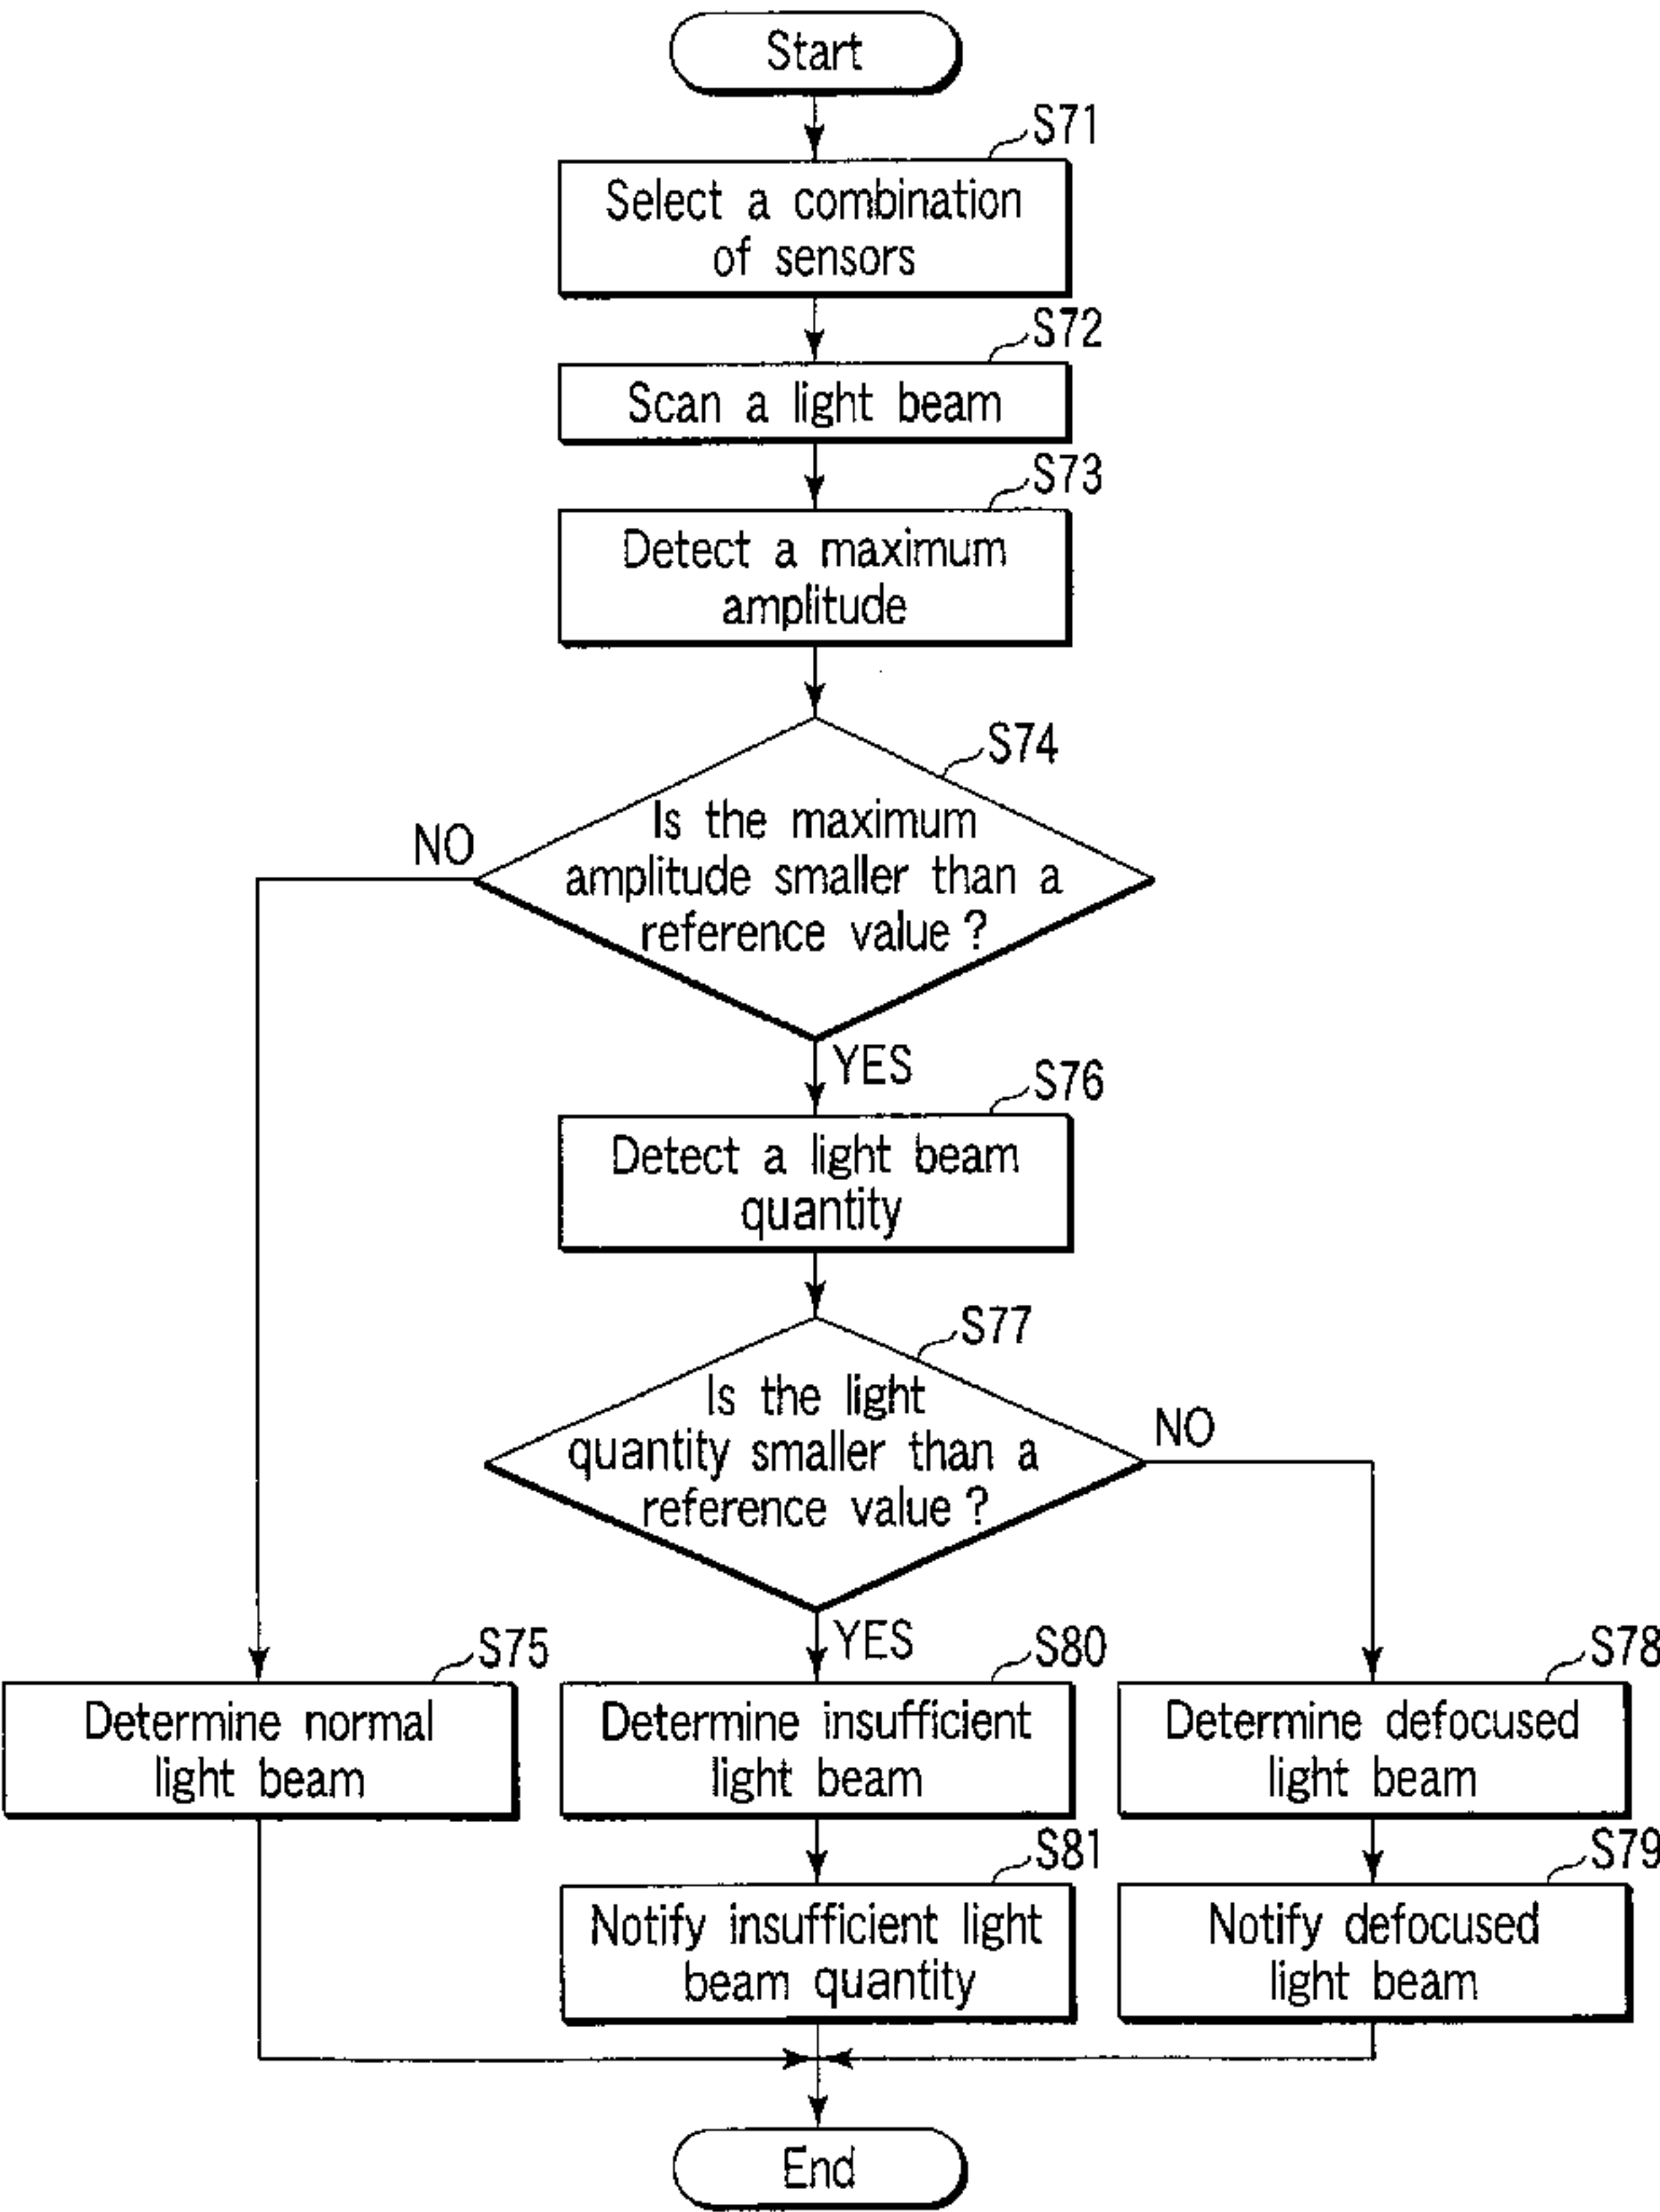 Start
S71
Select a combination
of sensors
S72
Scan a light beam
S73
Detect a maximum
amplitude
S74
Is the maximum
amplitude smaller than a
reference value ?
NO
YES
S76
Detect a light beam
quantity
S77
Is the light
quantity smaller than a
reference value ?
NO
YES
S75
Determine normal
light beam
S80
Determine insufficient
light beam
S78
Determine defocused
light beam
S81
Notify insufficient light
beam quantity
S79
Notify defocused
light beam
End